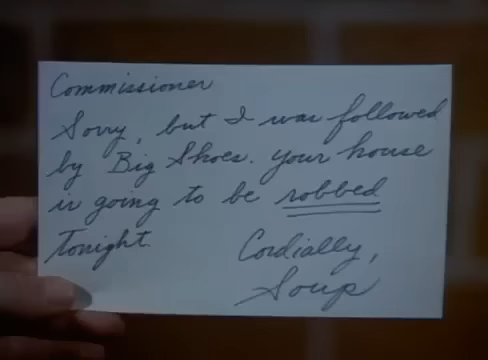 Commissioner
Sorry, but I was followed
by Big Shoes. your house
is going to be robbed
Tonight.
Cordially,
Soup